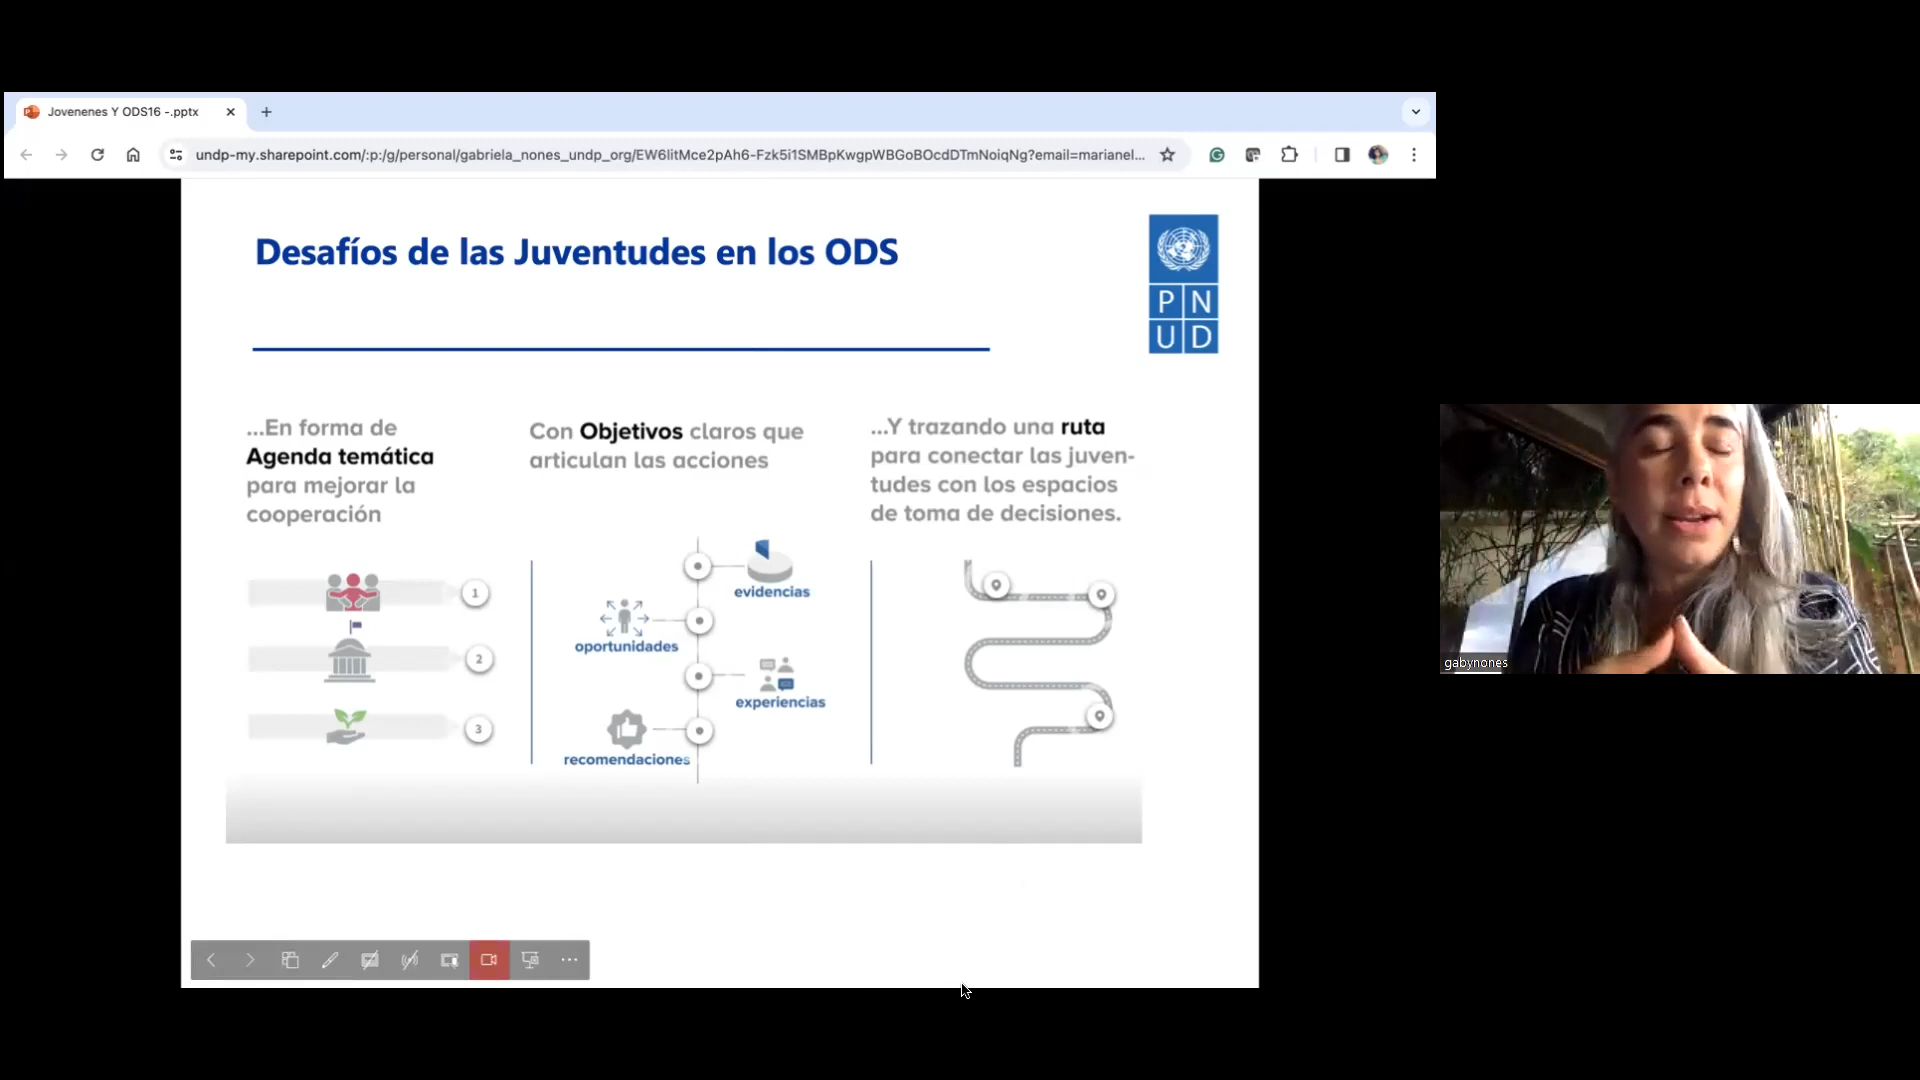 Jovenenes Y ODS16 -.pptx
undp-my.sharepoint.com/:p:/g/personal/gabriela_nones_undp_org/EW6litMce2pAh6-Fzk5i1SMBpKwgpWBGoBOcdDTmNoiqNg?email=marianel...
Desafíos de las Juventudes en los ODS
P N
U D
...En forma de
Agenda temática
para mejorar la
cooperación
1
2
3
Con Objetivos claros que
articulan las acciones
evidencias
oportunidades
experiencias
recomendaciones
...Y trazando una ruta
para conectar las juven-
tudes con los espacios
de toma de decisiones.
gabynones